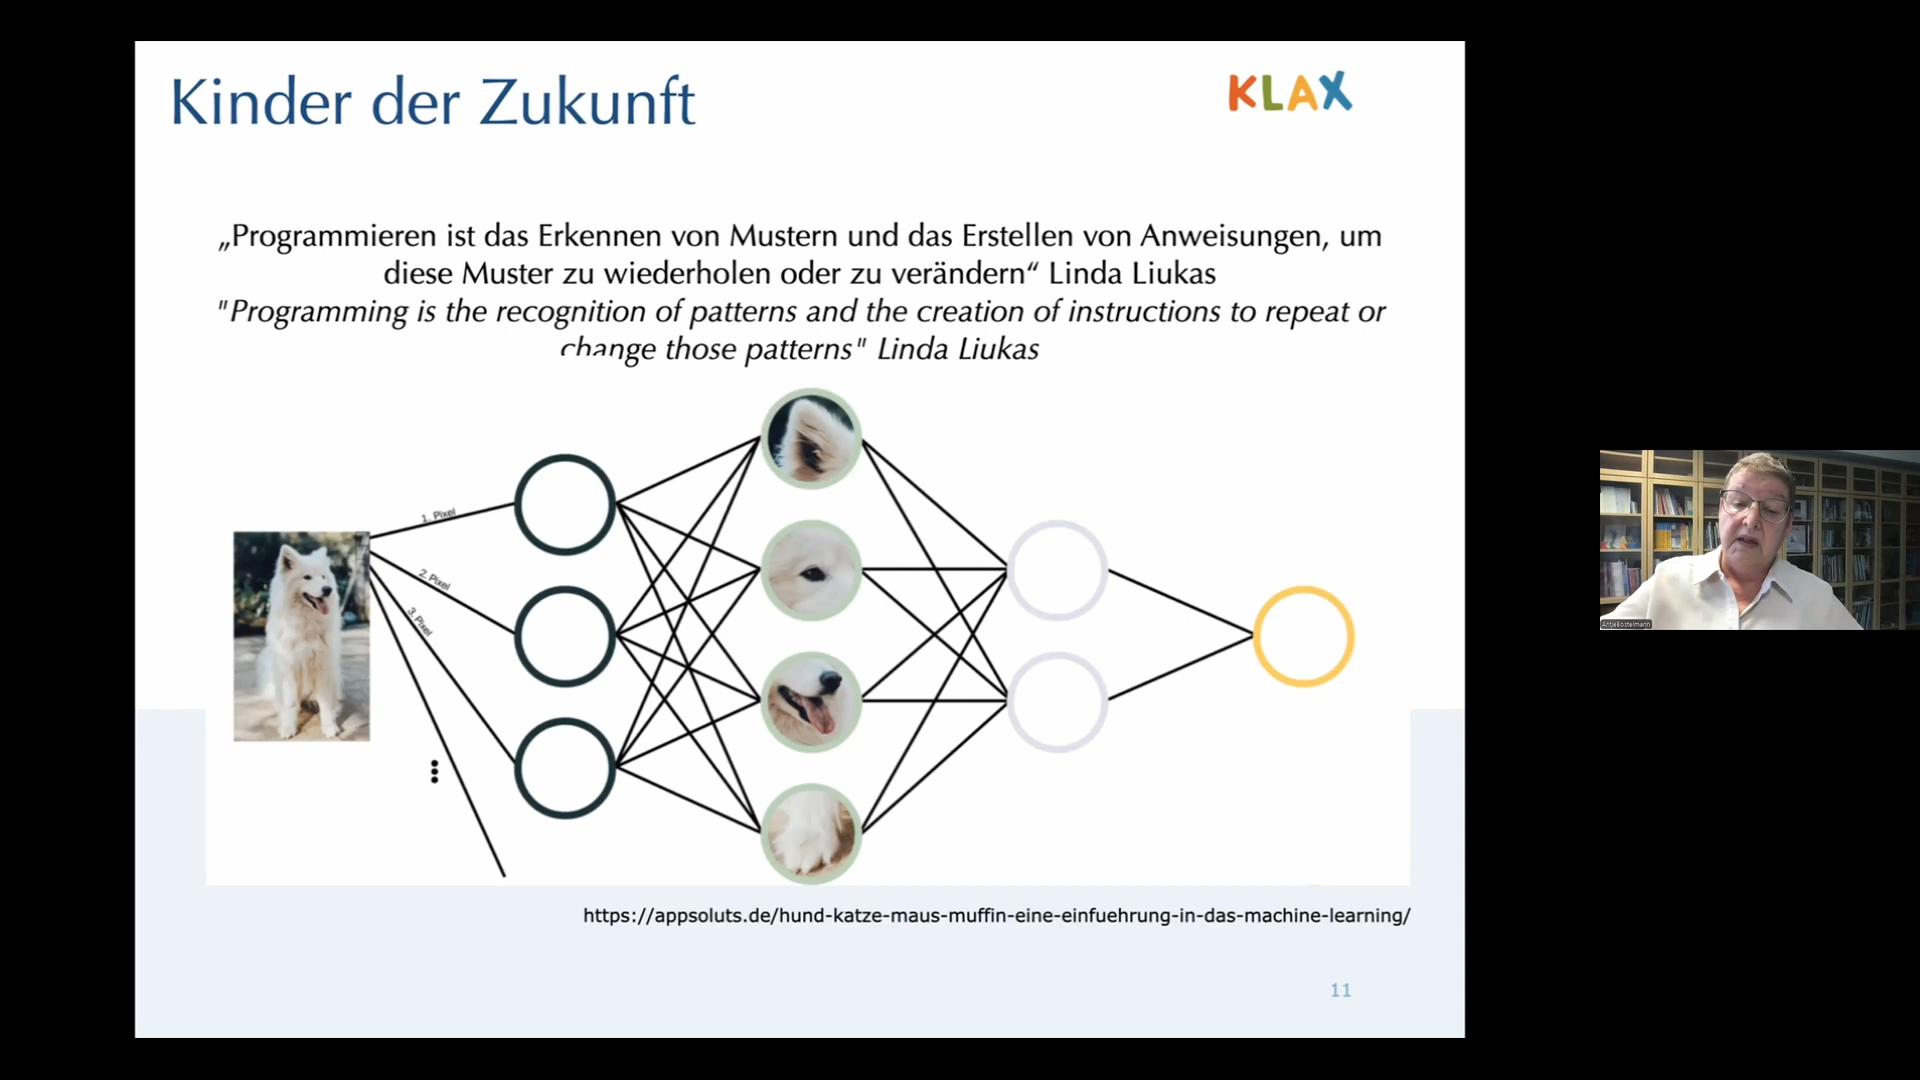 Kinder der Zukunft
KLAX
„Programmieren ist das Erkennen von Mustern und das Erstellen von Anweisungen, um
diese Muster zu wiederholen oder zu verändern“ Linda Liukas
"Programming is the recognition of patterns and the creation of instructions to repeat or
change those patterns" Linda Liukas
1. Pixel
2. Pixel
3. Pixel
https://appsoluts.de/hund-katze-maus-muffin-eine-einfuehrung-in-das-machine-learning/
11
AntjeBostelmann